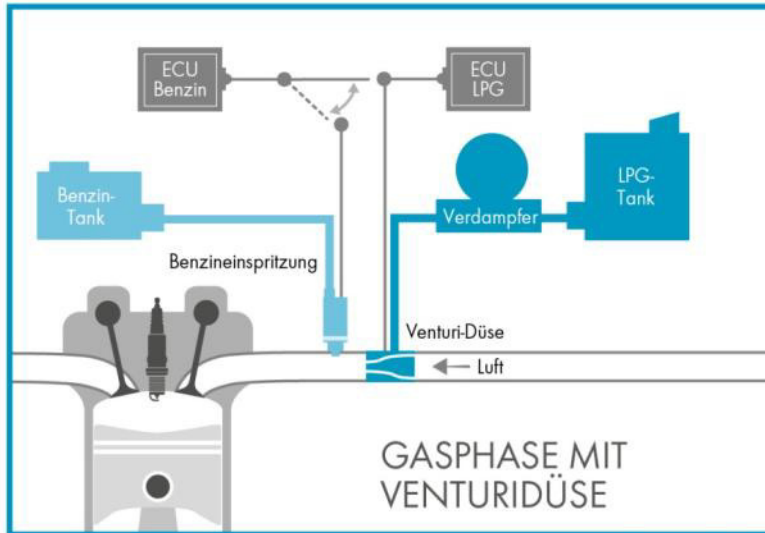 ECU
Benzin
ECU
LPG
Benzin-
Tank
Verdampfer
LPG-
Tank
Benzineinspritzung
Venturi-Düse
Luft
GASPHASE MIT
VENTURIDÜSE